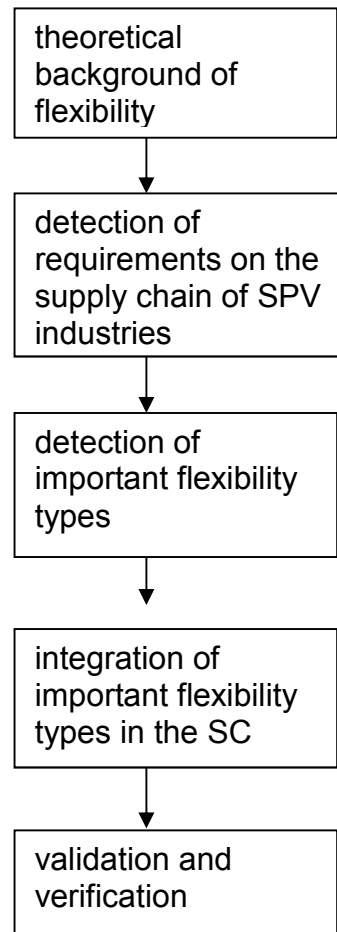 theoretical
background of
flexibility
detection of
requirements on the
supply chain of SPV
industries
detection of
important flexibility
types
integration of
important flexibility
types in the SC
validation and
verification